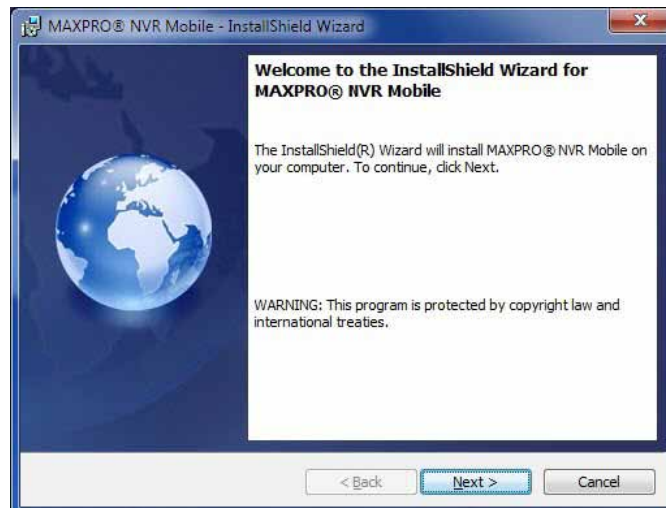 MAXPRO® NVR Mobile - InstallShield Wizard
Welcome to the InstallShield Wizard for
MAXPRO® NVR Mobile
The InstallShield(R) Wizard will install MAXPRO® NVR Mobile on
your computer. To continue, click Next.
WARNING: This program is protected by copyright law and
international treaties.
< Back
Next >
Cancel